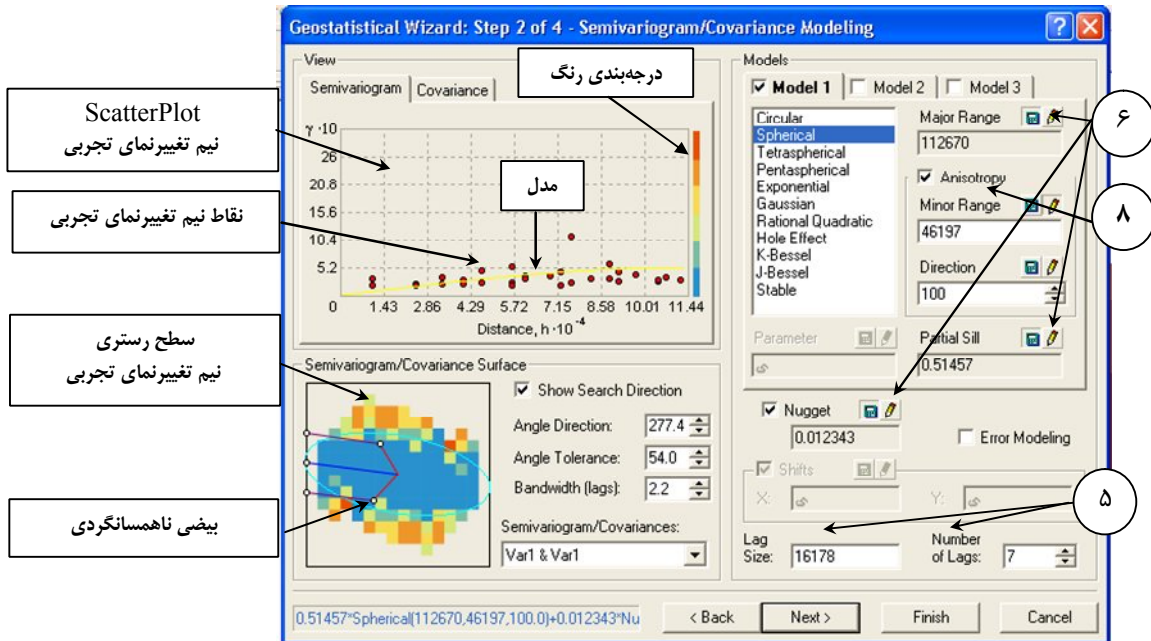 Geostatistical Wizard: Step 2 of 4 - Semivariogram/Covariance Modeling
View
درجه‌بندی رنگ
Semivariogram
Covariance
ScatterPlot
نیم تغییرنمای تجربی
γ·10
26
20.8
15.6
10.4
5.2
0
1.43 2.86 4.29 5.72 7.15 8.58 10.01 11.44
Distance, h·10⁻⁴
مدل
نقاط نیم تغییرنمای تجربی
Semivariogram/Covariance Surface
سطح رستری
نیم تغییرنمای تجربی
بیضی ناهمسانگردی
Show Search Direction
Angle Direction: 277.4
Angle Tolerance: 54.0
Bandwidth (lags): 2.2
Semivariogram/Covariances:
Var1 & Var1
Models
Model 1
Model 2
Model 3
Circular
Spherical
Tetraspherical
Pentaspherical
Exponential
Gaussian
Rational Quadratic
Hole Effect
K-Bessel
J-Bessel
Stable
Major Range
112670
Anisotropy
Minor Range
46197
Direction
100
Parameter
Partial Sill
0.51457
Nugget
0.012343
Error Modeling
Shifts
X:
Y:
Lag
Size: 16178
Number
of Lags: 7
۶
۸
۵
0.51457*Spherical(112670,46197,100.0)+0.012343*Nu
< Back
Next >
Finish
Cancel